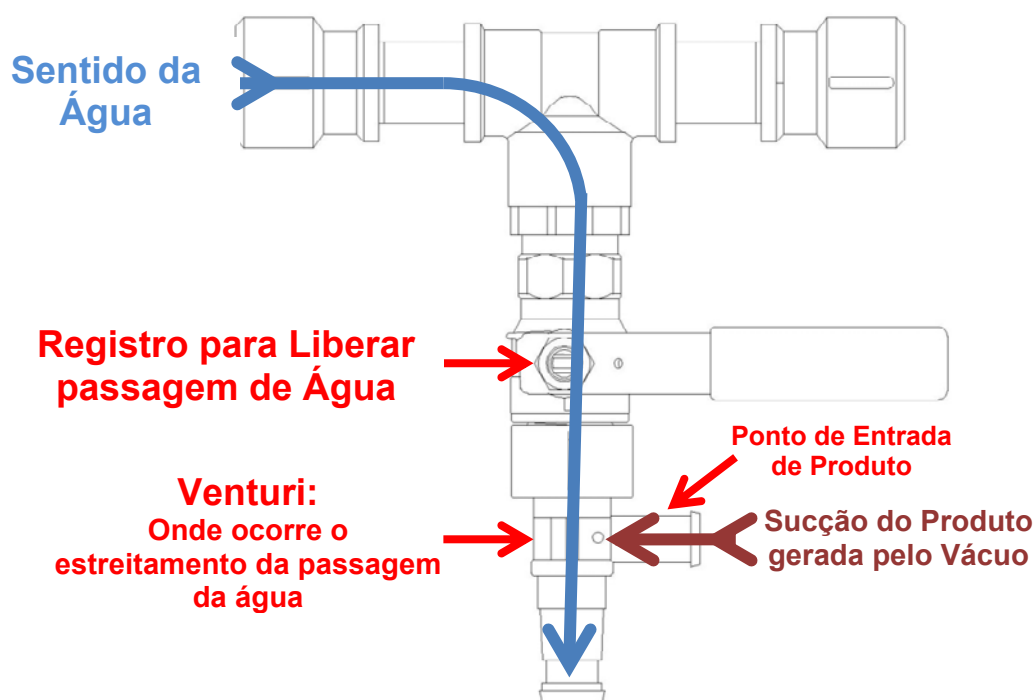 Sentido da
Água
Registro para Liberar
passagem de Água
Ponto de Entrada
de Produto
Venturi:
Onde ocorre o
estreitamento da passagem
da água
Sucção do Produto
gerada pelo Vácuo